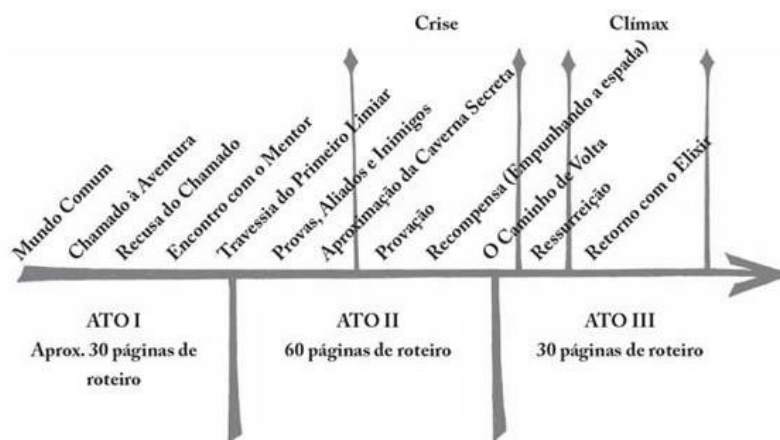 Crise
Clímax
Mundo Comum
Chamado à Aventura
Recusa do Chamado
Encontro com o Mentor
Travessia do Primeiro Limiar
Provas, Aliados e Inimigos
Aproximação da Caverna Secreta
Provação
Recompensa (Empunhando a espada)
O Caminho de Volta
Ressurreição
Retorno com o Elixir
ATO I
Aprox. 30 páginas de
roteiro
ATO II
60 páginas de roteiro
ATO III
30 páginas de roteiro